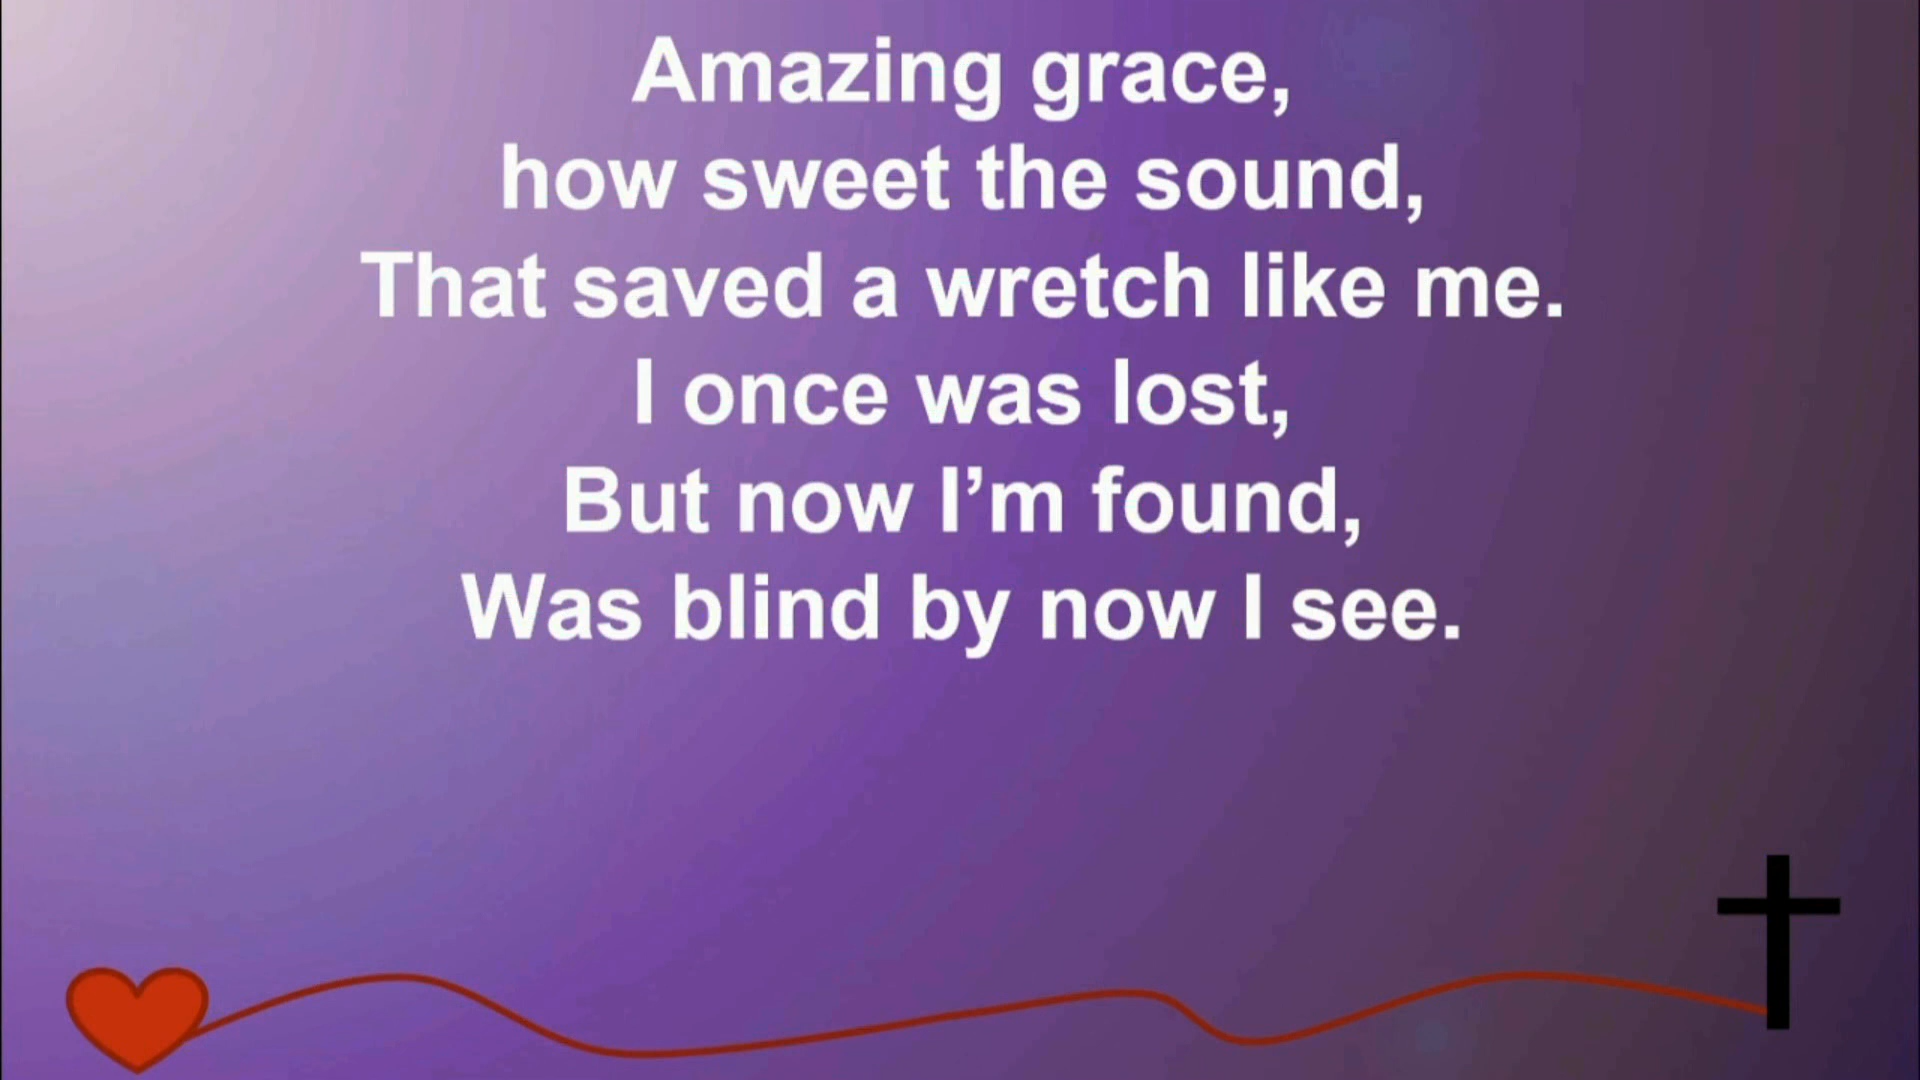 Amazing grace,
how sweet the sound,
That saved a wretch like me.
I once was lost,
But now I’m found,
Was blind by now I see.